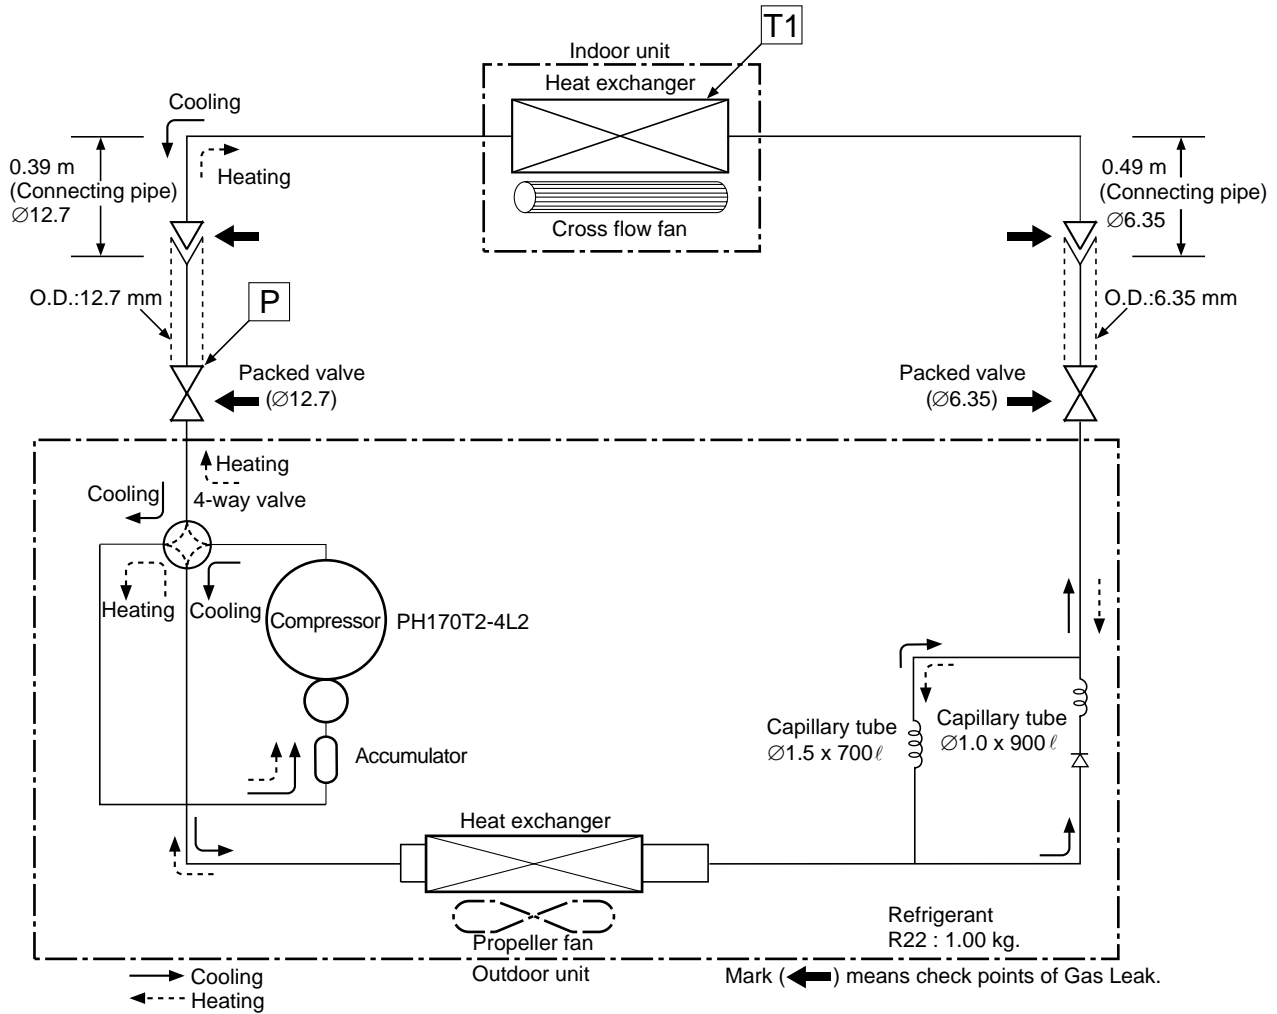 T1
Indoor unit
Heat exchanger
Cooling
Heating
0.39 m
(Connecting pipe)
∅12.7
0.49 m
(Connecting pipe)
∅6.35
Cross flow fan
O.D.:12.7 mm
P
O.D.:6.35 mm
Packed valve
(∅12.7)
Packed valve
(∅6.35)
Heating
Cooling
4-way valve
Heating
Cooling
Compressor
PH170T2-4L2
Capillary tube
∅1.5 x 700ℓ
Capillary tube
∅1.0 x 900ℓ
Accumulator
Heat exchanger
Propeller fan
Refrigerant
R22 : 1.00 kg.
Outdoor unit
Cooling
Heating
Mark ( ) means check points of Gas Leak.